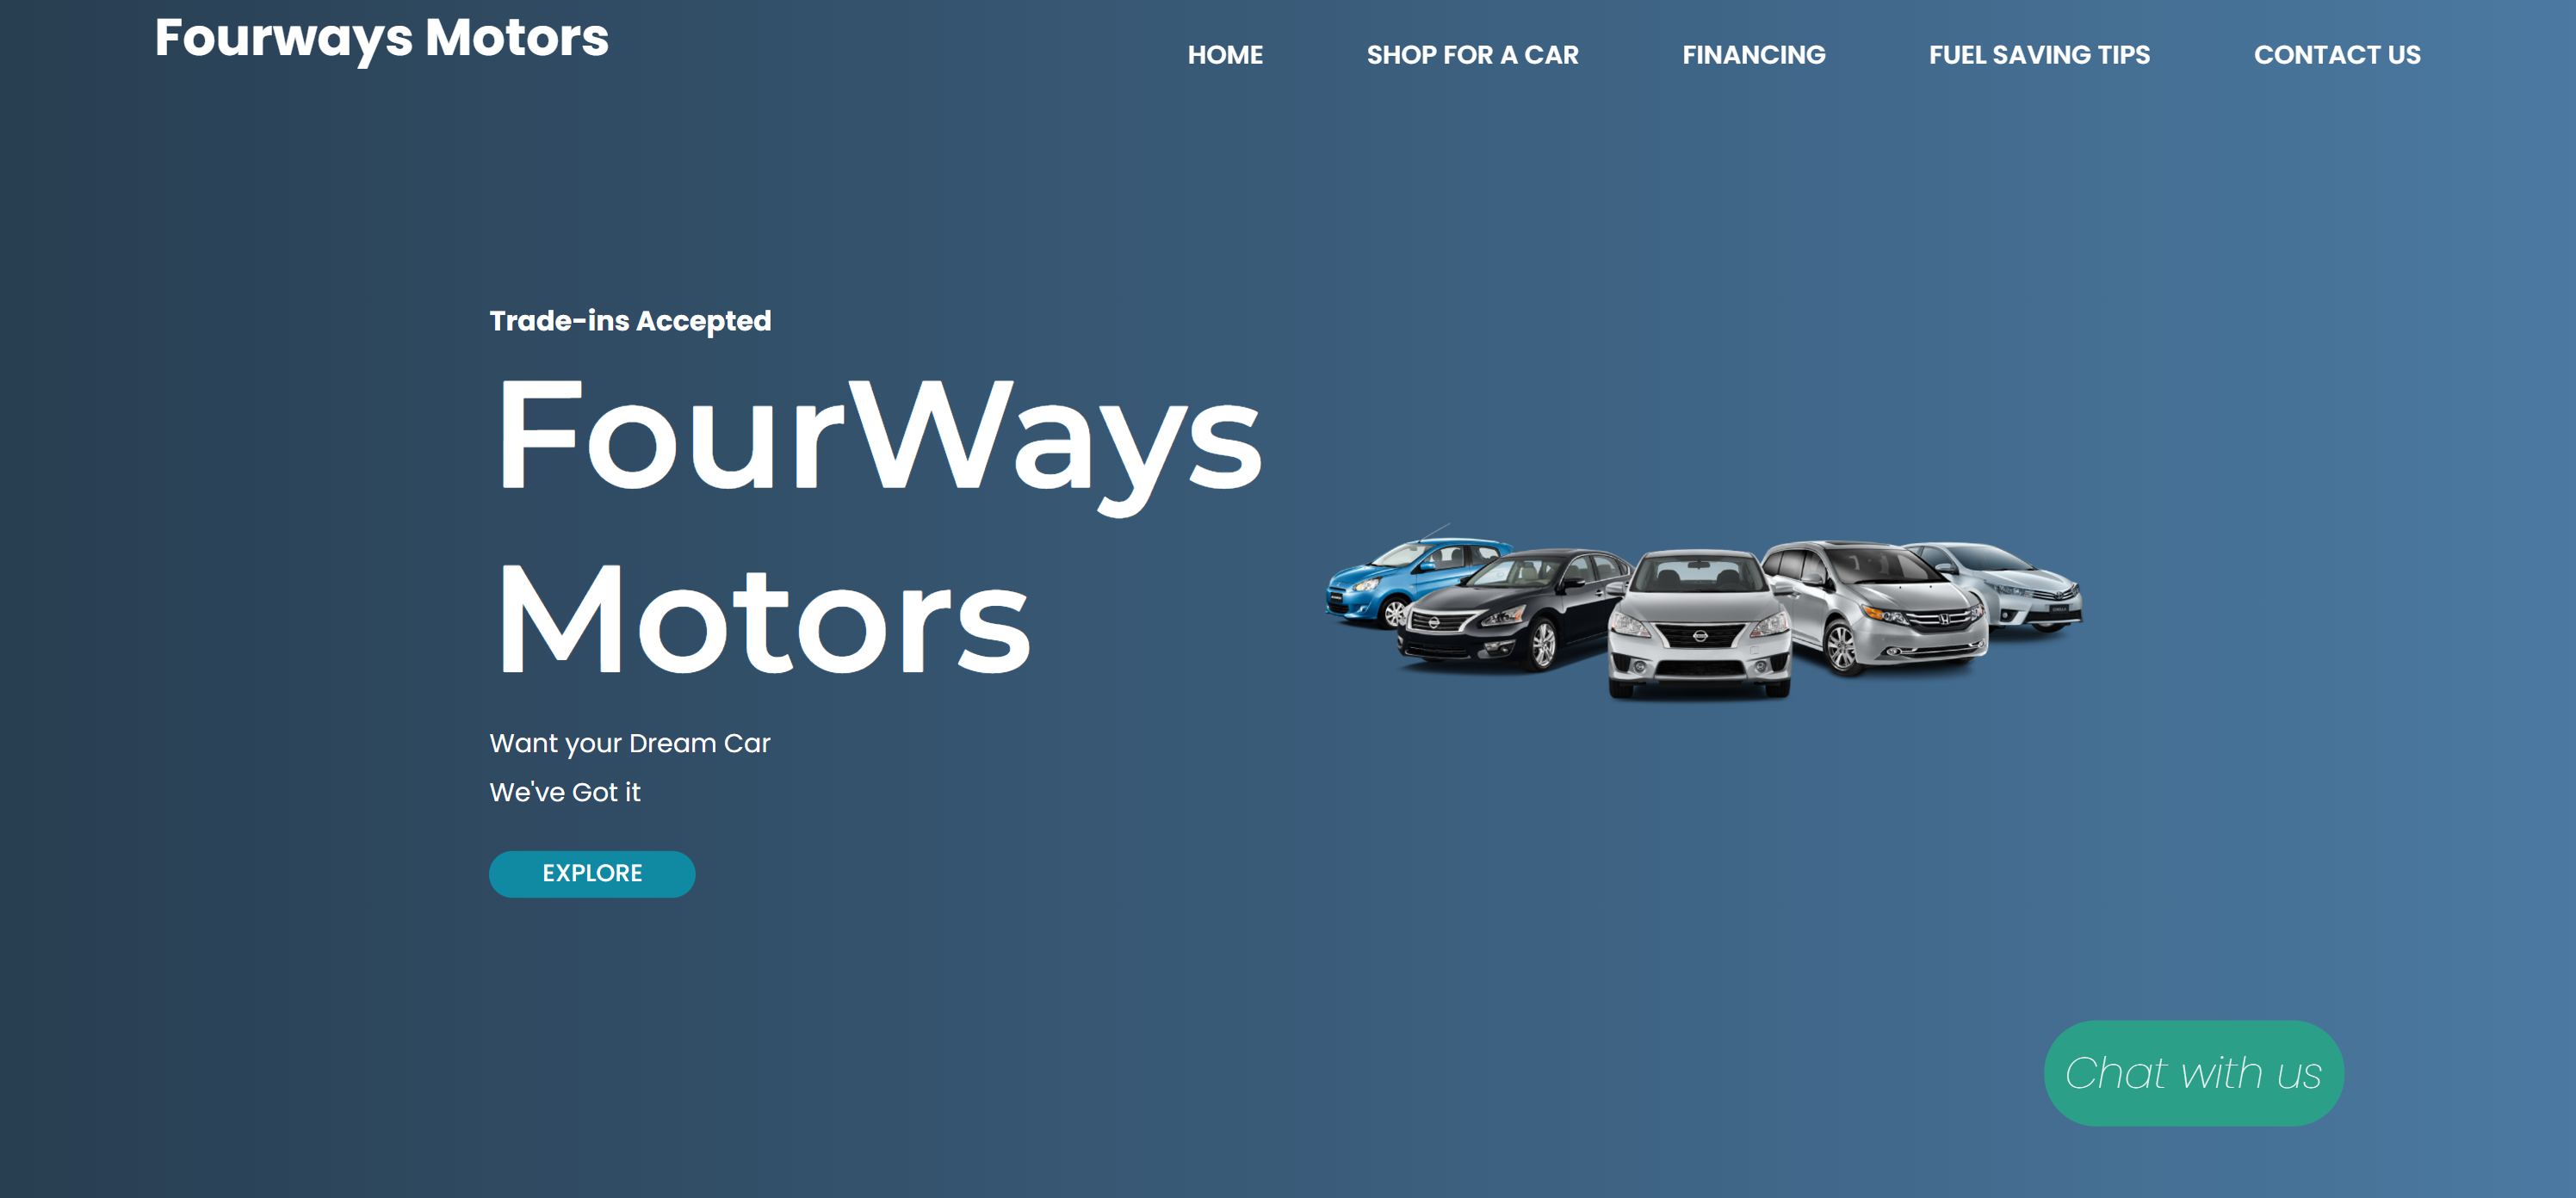 Fourways Motors
HOME
SHOP FOR A CAR
FINANCING
FUEL SAVING TIPS
CONTACT US
Trade-ins Accepted
FourWays
Motors
Want your Dream Car
We've Got it
EXPLORE
Chat with us